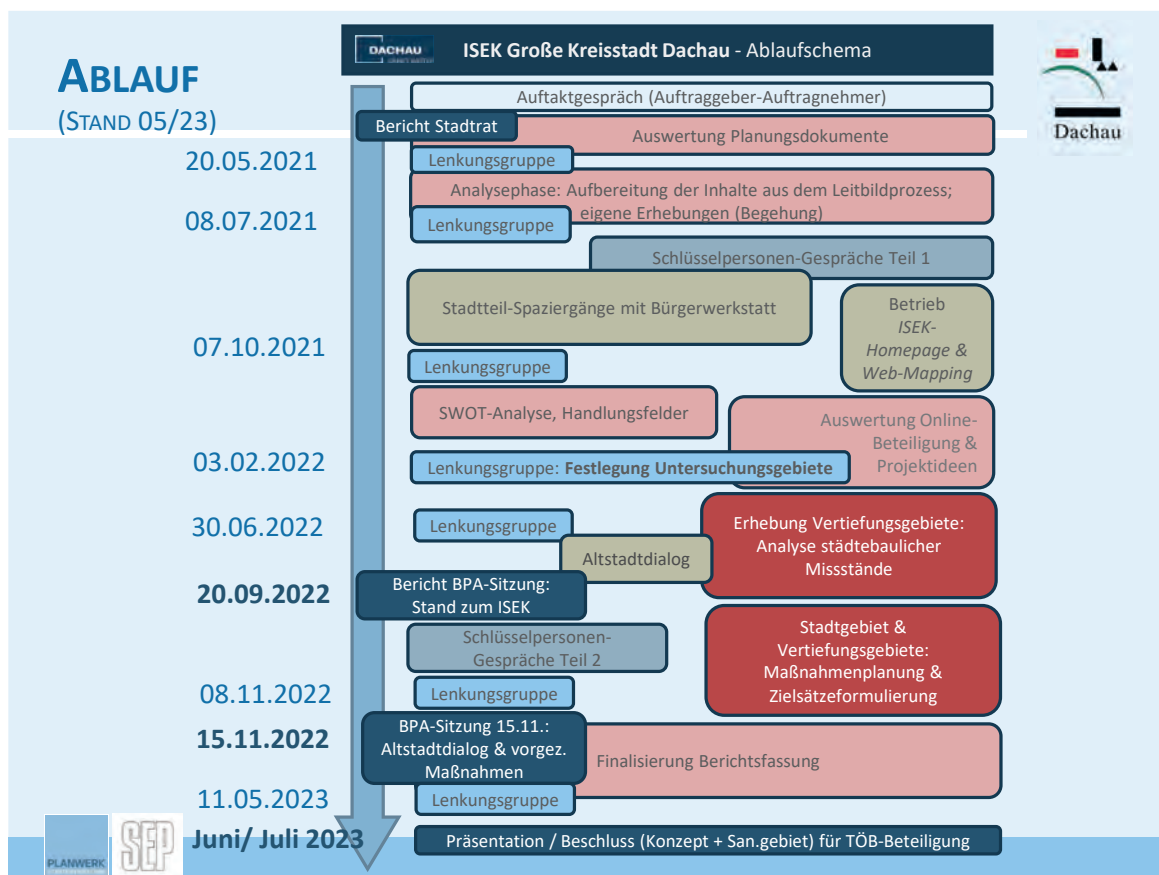 ABLAUF
(STAND 05/23)
DACHAU
ISEK Große Kreisstadt Dachau - Ablaufschema
Dachau
Auftaktgespräch (Auftraggeber-Auftragnehmer)
Bericht Stadtrat
Auswertung Planungsdokumente
20.05.2021
Lenkungsgruppe
Analysephase: Aufbereitung der Inhalte aus dem Leitbildprozess;
eigene Erhebungen (Begehung)
08.07.2021
Lenkungsgruppe
Schlüsselpersonen-Gespräche Teil 1
Stadtteil-Spaziergänge mit Bürgerwerkstatt
Betrieb
ISEK-
Homepage &
Web-Mapping
07.10.2021
Lenkungsgruppe
SWOT-Analyse, Handlungsfelder
Auswertung Online-
Beteiligung &
Projektideen
03.02.2022
Lenkungsgruppe: Festlegung Untersuchungsgebiete
30.06.2022
Lenkungsgruppe
Erhebung Vertiefungsgebiete:
Analyse städtebaulicher
Missstände
Altstadtdialog
20.09.2022
Bericht BPA-Sitzung:
Stand zum ISEK
Schlüsselpersonen-
Gespräche Teil 2
Stadtgebiet &
Vertiefungsgebiete:
Maßnahmenplanung &
Zielsätzeformulierung
08.11.2022
Lenkungsgruppe
15.11.2022
BPA-Sitzung 15.11.:
Altstadtdialog & vorgez.
Maßnahmen
Finalisierung Berichtsfassung
11.05.2023
Lenkungsgruppe
Juni/ Juli 2023
Präsentation / Beschluss (Konzept + San.gebiet) für TÖB-Beteiligung
PLANWERK
SEP